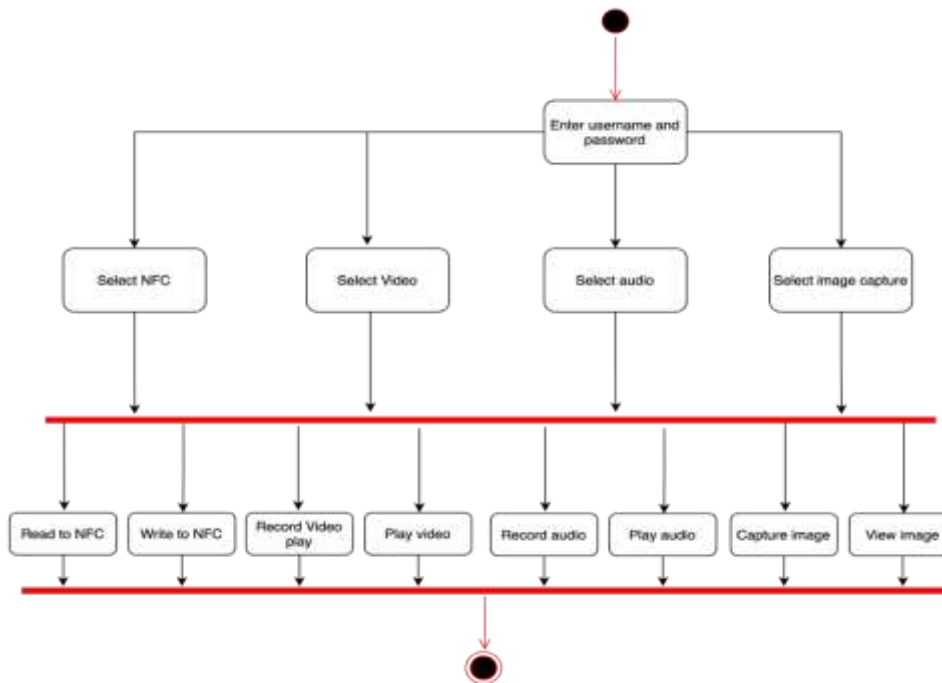 Enter username and
password
Select NFC
Select Video
Select audio
Select image capture
Read to NFC
Write to NFC
Record Video
play
Play video
Record audio
Play audio
Capture image
View image